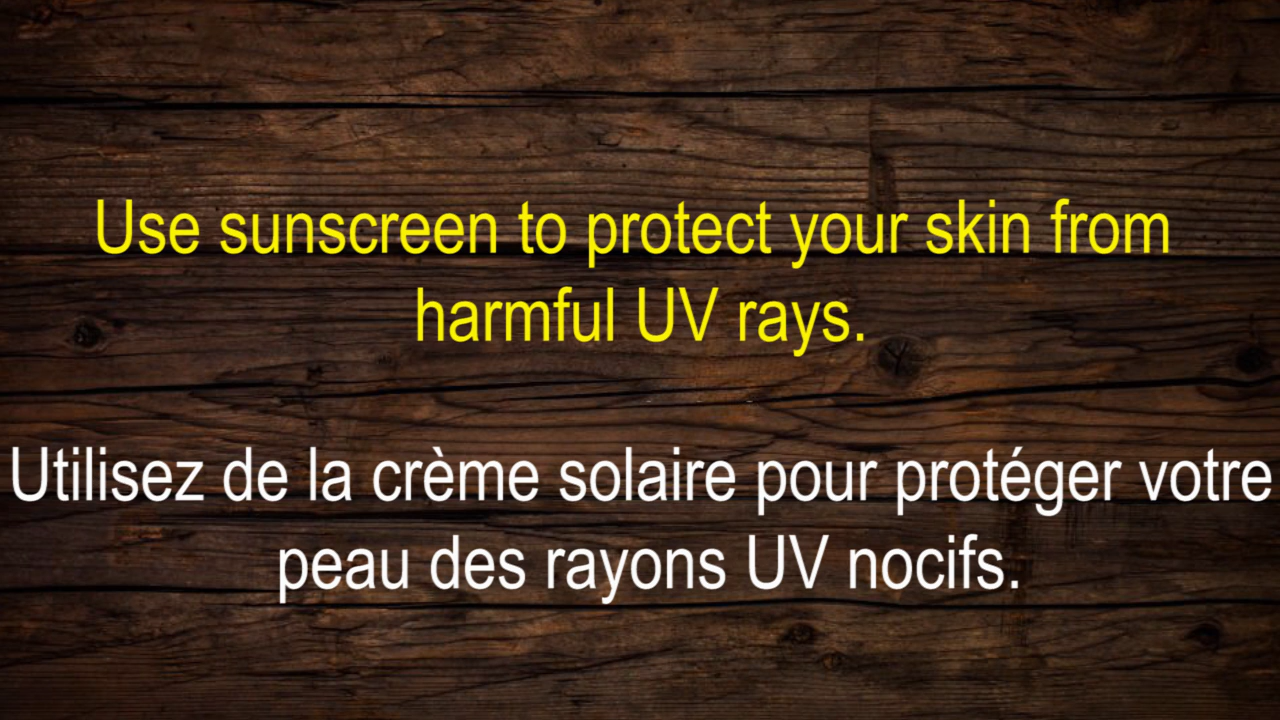 Use sunscreen to protect your skin from
harmful UV rays.
Utilisez de la crème solaire pour protéger votre
peau des rayons UV nocifs.